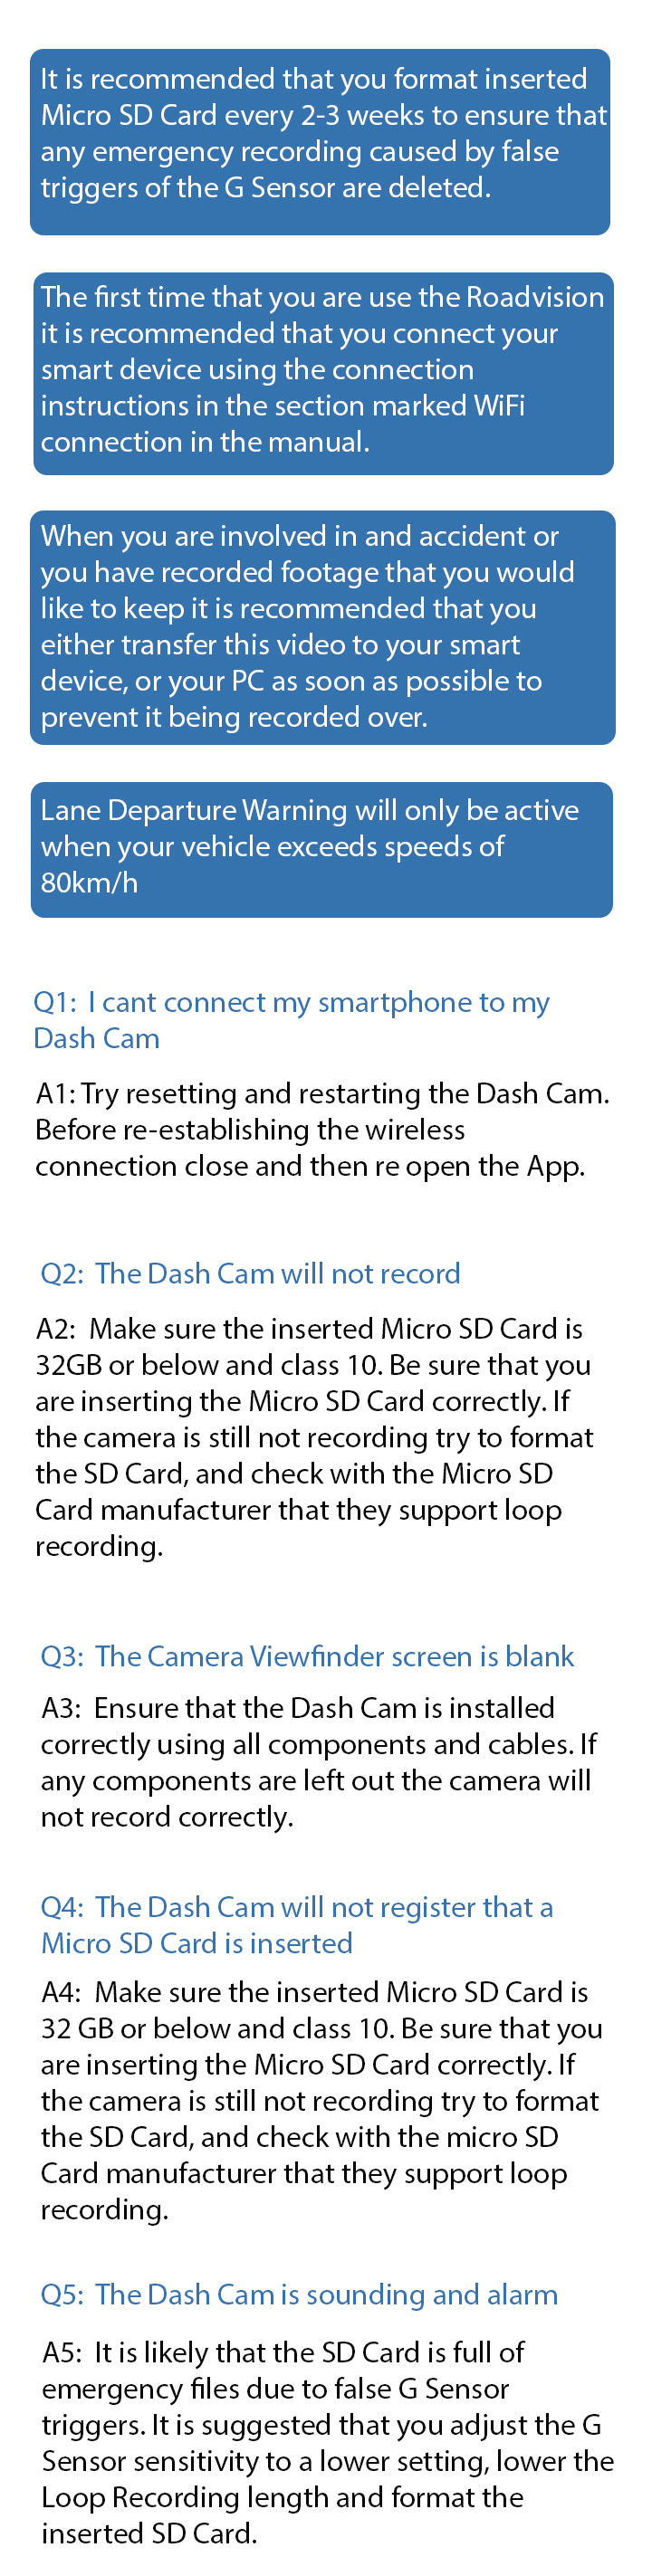 It is recommended that you format inserted
Micro SD Card every 2-3 weeks to ensure that
any emergency recording caused by false
triggers of the G Sensor are deleted.
The first time that you are use the Roadvision
it is recommended that you connect your
smart device using the connection
instructions in the section marked WiFi
connection in the manual.
When you are involved in and accident or
you have recorded footage that you would
like to keep it is recommended that you
either transfer this video to your smart
device, or your PC as soon as possible to
prevent it being recorded over.
Lane Departure Warning will only be active
when your vehicle exceeds speeds of
80km/h
Q1: I cant connect my smartphone to my
Dash Cam
A1: Try resetting and restarting the Dash Cam.
Before re-establishing the wireless
connection close and then re open the App.
Q2: The Dash Cam will not record
A2: Make sure the inserted Micro SD Card is
32GB or below and class 10. Be sure that you
are inserting the Micro SD Card correctly. If
the camera is still not recording try to format
the SD Card, and check with the Micro SD
Card manufacturer that they support loop
recording.
Q3: The Camera Viewfinder screen is blank
A3: Ensure that the Dash Cam is installed
correctly using all components and cables. If
any components are left out the camera will
not record correctly.
Q4: The Dash Cam will not register that a
Micro SD Card is inserted
A4: Make sure the inserted Micro SD Card is
32 GB or below and class 10. Be sure that you
are inserting the Micro SD Card correctly. If
the camera is still not recording try to format
the SD Card, and check with the micro SD
Card manufacturer that they support loop
recording.
Q5: The Dash Cam is sounding and alarm
A5: It is likely that the SD Card is full of
emergency files due to false G Sensor
triggers. It is suggested that you adjust the G
Sensor sensitivity to a lower setting, lower the
Loop Recording length and format the
inserted SD Card.